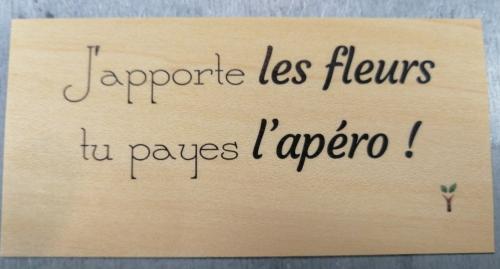 J'apporte les fleurs
tu payes l'apéro !